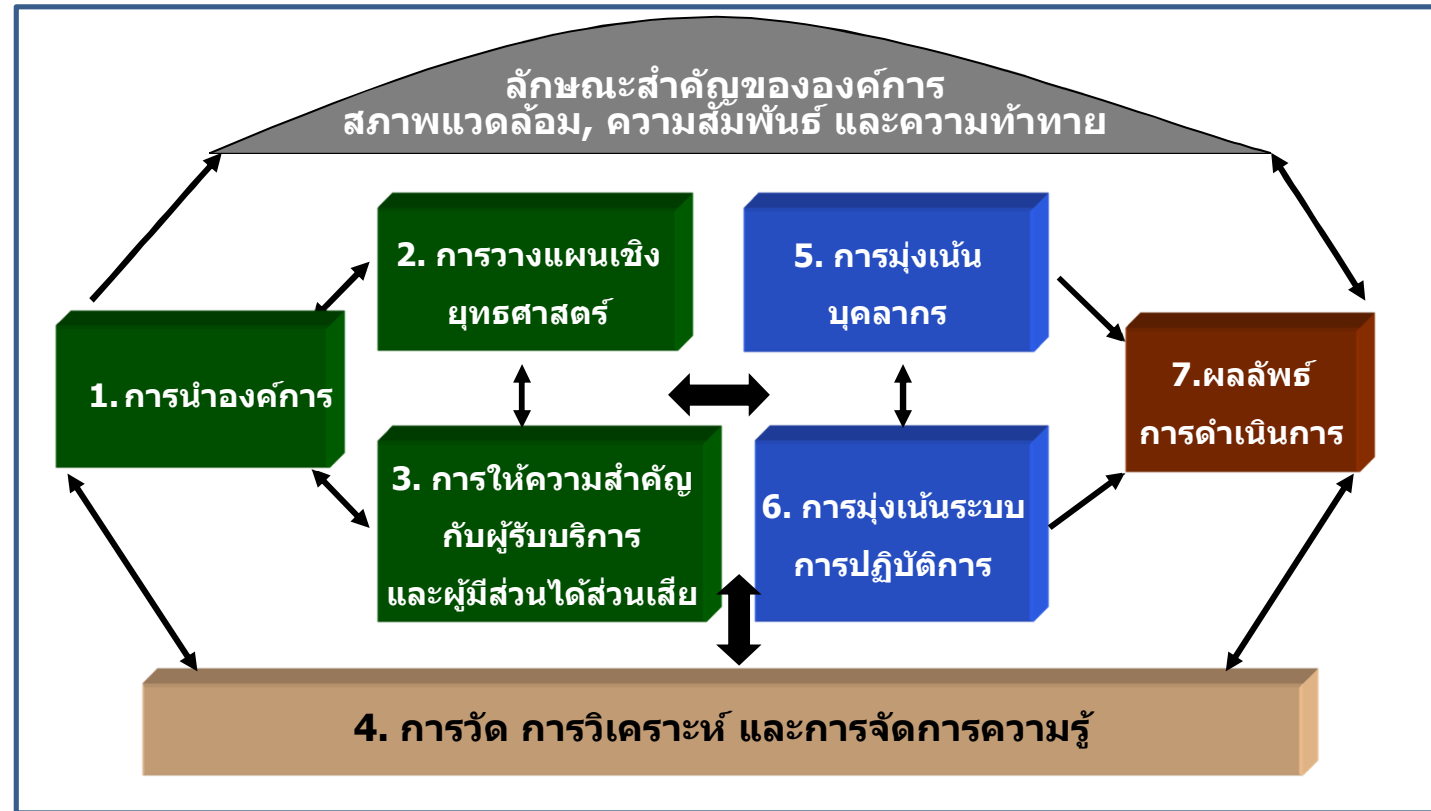 ลักษณะสำคัญขององค์การ
สภาพแวดล้อม, ความสัมพันธ์ และความท้าทาย
2. การวางแผนเชิง
ยุทธศาสตร์
5. การมุ่งเน้น
บุคลากร
1. การนำองค์การ
7.ผลลัพธ์
การดำเนินการ
3. การให้ความสำคัญ
กับผู้รับบริการ
และผู้มีส่วนได้ส่วนเสีย
6. การมุ่งเน้นระบบ
การปฏิบัติการ
4. การวัด การวิเคราะห์ และการจัดการความรู้